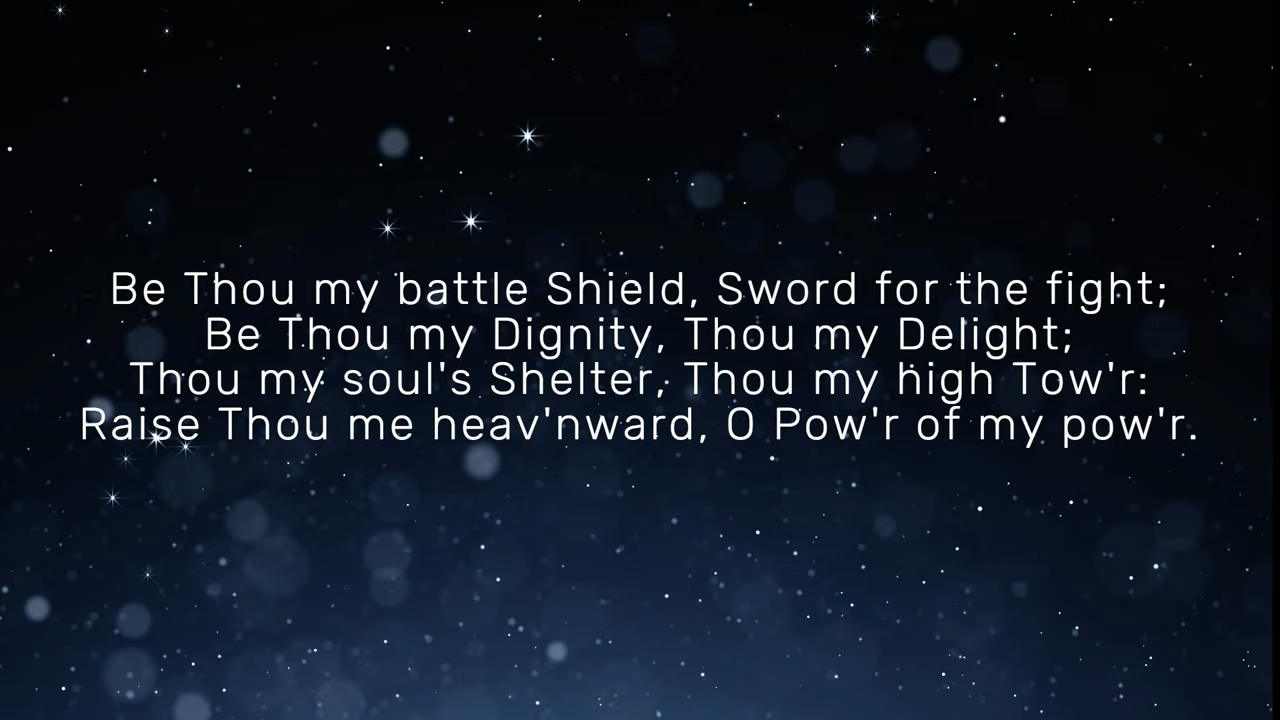 Be Thou my battle Shield, Sword for the fight;
Be Thou my Dignity, Thou my Delight;
Thou my soul's Shelter, Thou my high Tow'r:
Raise Thou me heav'nward, O Pow'r of my pow'r.